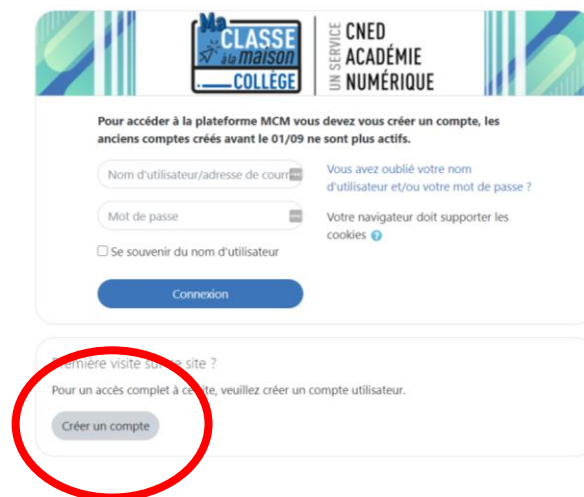 Ma
CLASSE
à la maison
COLLÈGE
UN SERVICE
CNED
ACADÉMIE
NUMÉRIQUE
Pour accéder à la plateforme MCM vous devez vous créer un compte, les
anciens comptes créés avant le 01/09 ne sont plus actifs.
Nom d'utilisateur/adresse de courr
Vous avez oublié votre nom
d'utilisateur et/ou votre mot de passe ?
Mot de passe
Votre navigateur doit supporter les
cookies
Se souvenir du nom d'utilisateur
Connexion
Première visite sur ce site ?
Pour un accès complet à ce site, veuillez créer un compte utilisateur.
Créer un compte